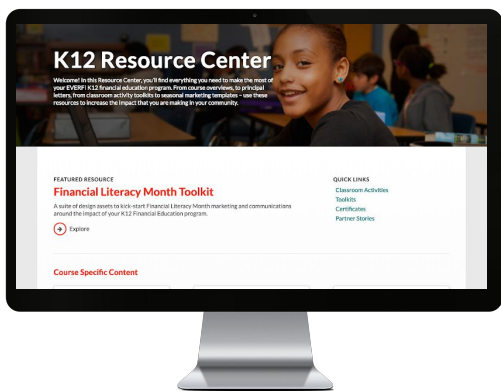 K12 Resource Center
Welcome! In this Resource Center, you'll find everything you need to make the most of
your EVERFI K12 financial education program. From course overviews, to principal
letters, from classroom activity toolkits to seasonal marketing templates – use these
resources to increase the impact that you are making in your community.
FEATURED RESOURCE
Financial Literacy Month Toolkit
A suite of design assets to kick-start Financial Literacy Month marketing and communications
around the impact of your K12 Financial Education program.
Explore
QUICK LINKS
Classroom Activities
Toolkits
Certificates
Partner Stories
Course Specific Content